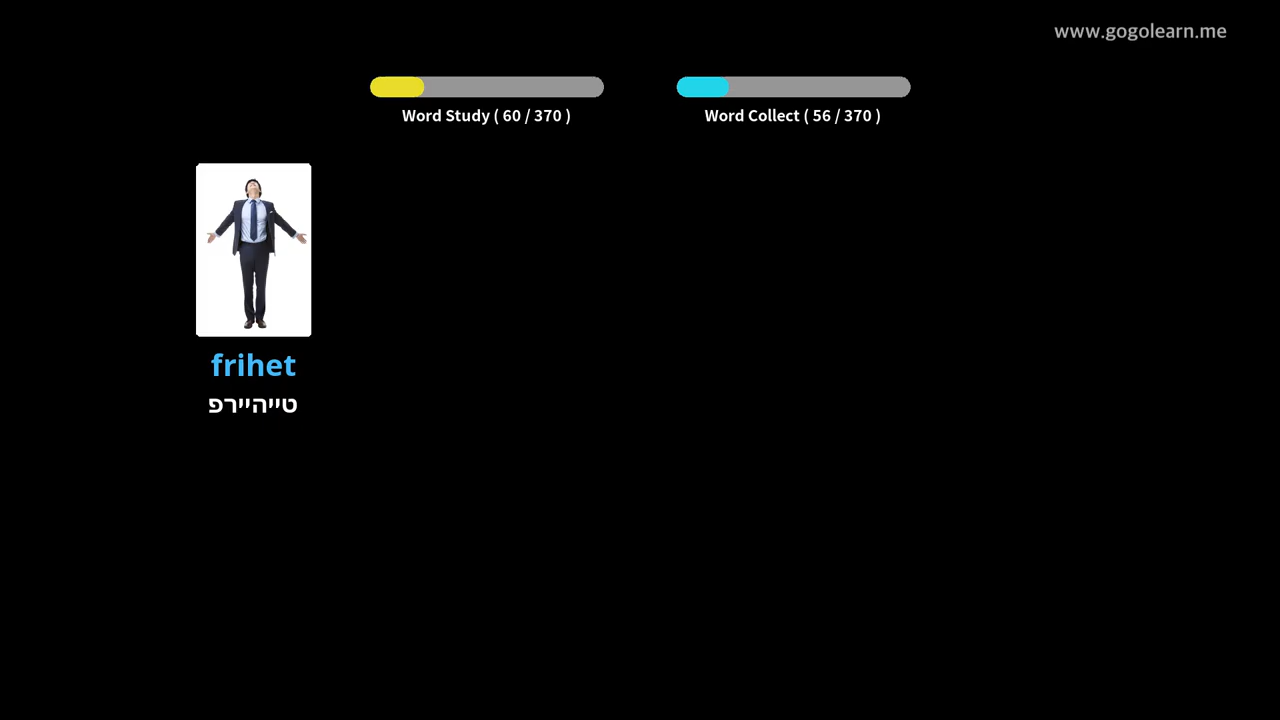 www.gogolearn.me
Word Study ( 60 / 370 )
Word Collect ( 56 / 370 )
frihet
טייהיירפ